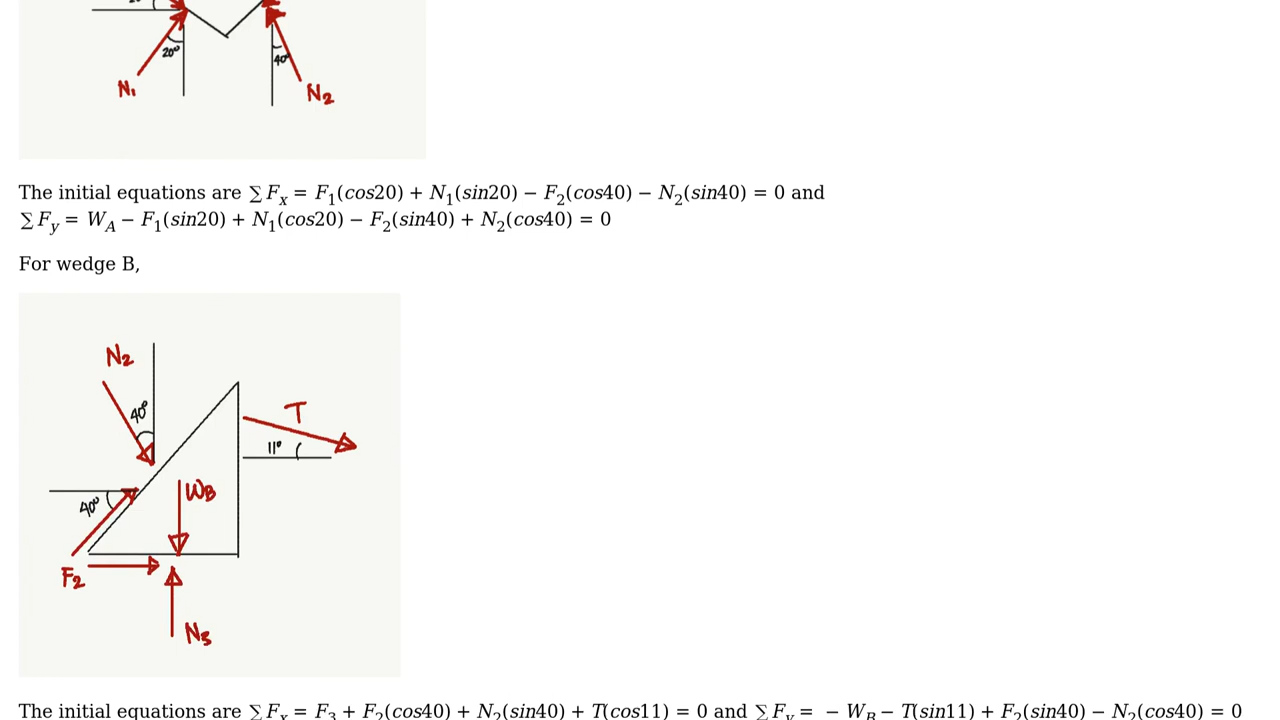 20°
40
N₁
N₂
The initial equations are ∑ Fₓ = F₁(cos20) + N₁(sin20) − F₂(cos40) − N₂(sin40) = 0 and
∑ F_y = W_A − F₁(sin20) + N₁(cos20) − F₂(sin40) + N₂(cos40) = 0
For wedge B,
N₂
40°
T
11°
W_B
40°
F₂
N₃
The initial equations are ∑ Fₓ = F₃ + F₂(cos40) + N₂(sin40) + T(cos11) = 0 and ∑ F_y = − W_B − T(sin11) + F₂(sin40) − N₂(cos40) = 0